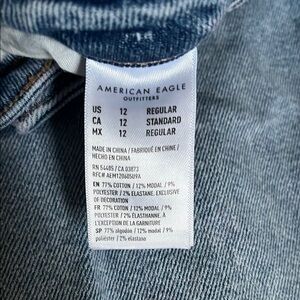 AMERICAN EAGLE
OUTFITTERS
US 12 REGULAR
CA 12 STANDARD
MX 12 REGULAR
MADE IN CHINA / FABRIQUÉ EN CHINE /
HECHO EN CHINA
RN 54485 / CA 03873
RFC# AEM120605U9A
EN 77% COTTON / 12% MODAL / 9%
POLYESTER / 2% ELASTANE, EXCLUSIVE
OF DECORATION
FR 77% COTON / 12% MODAL / 9%
POLYESTER / 2% ÉLASTHANNE, À
L'EXCEPTION DE LA GARNITURE
SP 77% algodón / 12% modal / 9%
poliéster / 2% elastano